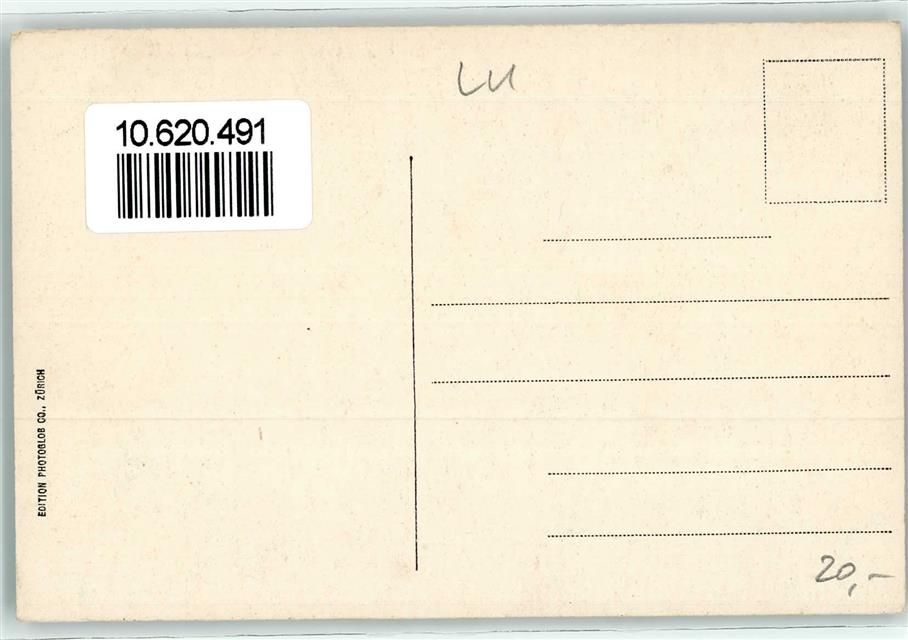 LU
10.620.491
EDITION PHOTOGLOB CO., ZÜRICH
20,-